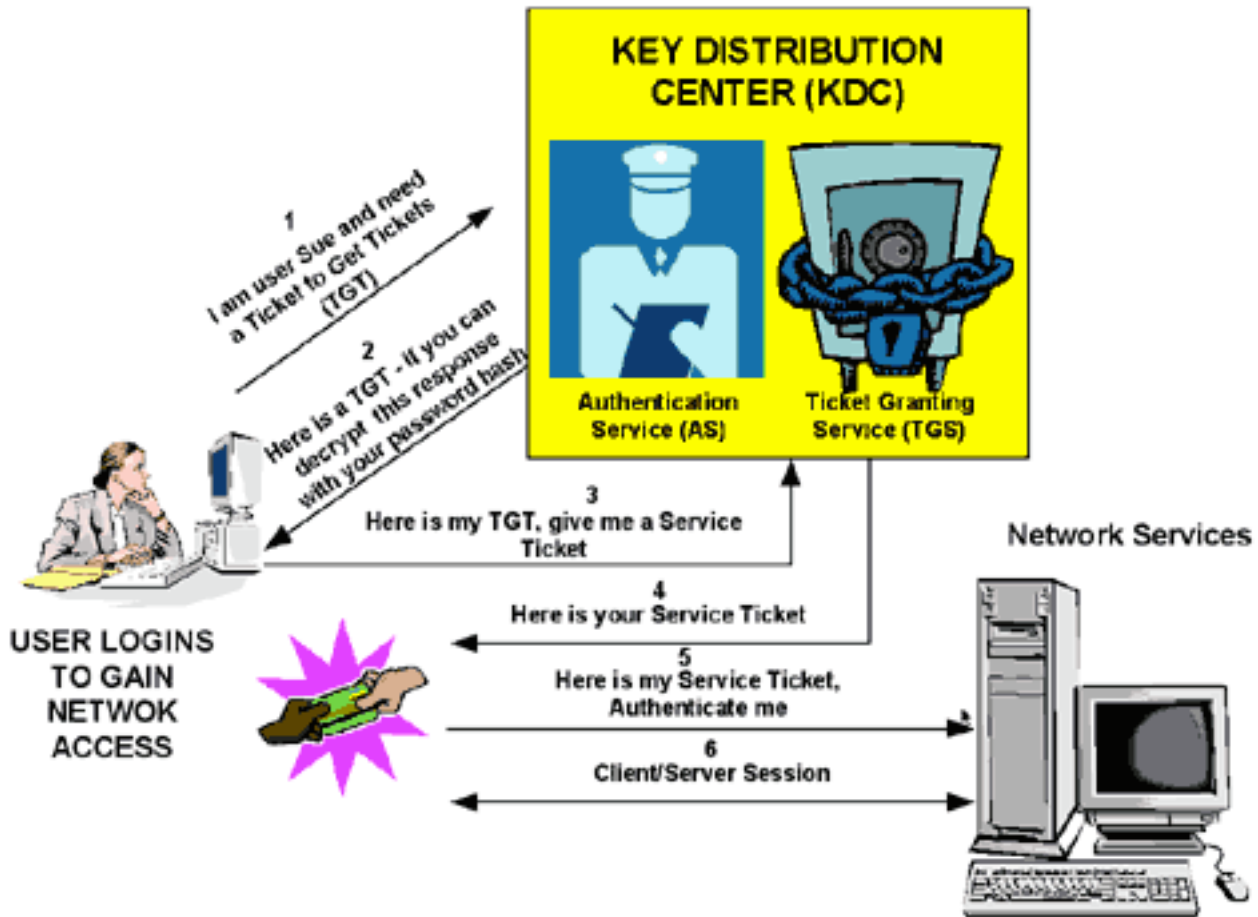 KEY DISTRIBUTION
CENTER (KDC)
Authentication
Service (AS)
Ticket Granting
Service (TGS)
1
I am user Sue and need
a Ticket to Get Tickets
(TGT)
2
Here is a TGT - if you can
decrypt this response
with your password hash
3
Here is my TGT, give me a Service
Ticket
Network Services
4
Here is your Service Ticket
USER LOGINS
TO GAIN
NETWOK
ACCESS
5
Here is my Service Ticket,
Authenticate me
6
Client/Server Session